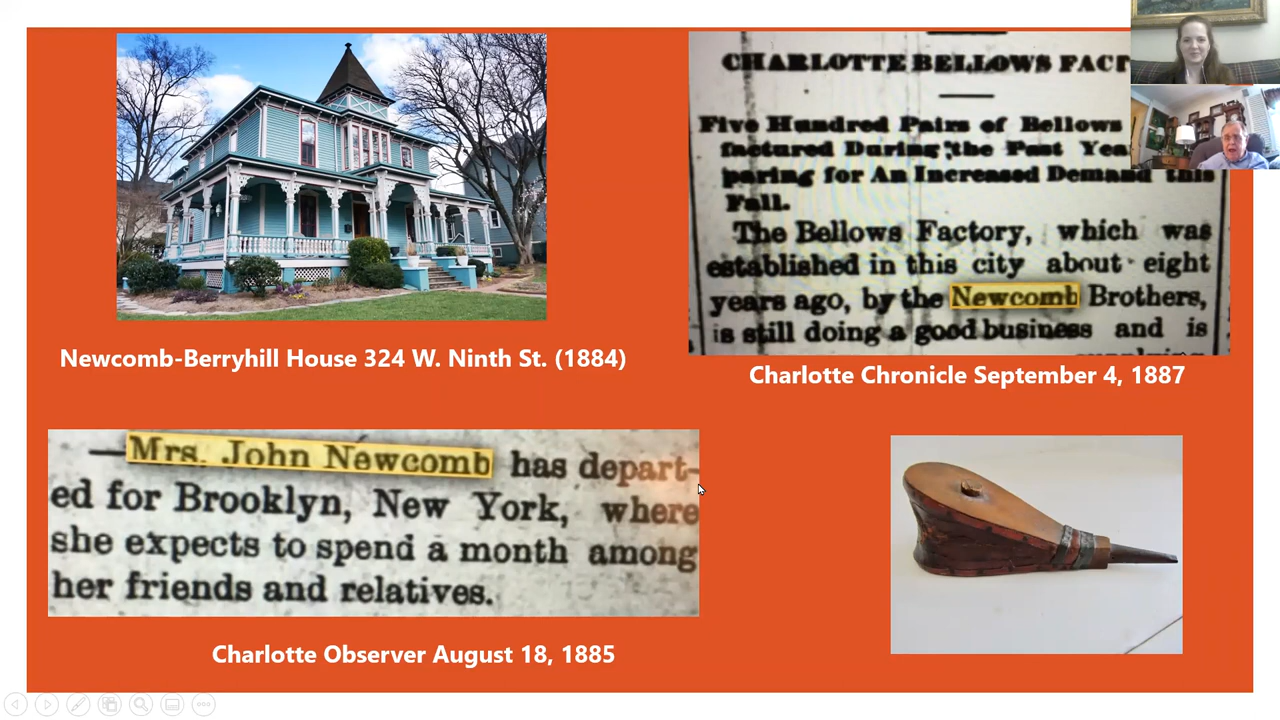 CHARLOTTE BELLOWS
Five Hundred Pairs of Bellows
factured During the Past
paring for An Increased Demand this
Fall.
The Bellows Factory, which was
established in this city about eight
years ago, by the Newcomb Brothers,
is still doing a good business and is
Newcomb-Berryhill House 324 W. Ninth St. (1884)
Charlotte Chronicle September 4, 1887
—Mrs. John Newcomb has depart-
ed for Brooklyn, New York, where
she expects to spend a month among
her friends and relatives.
Charlotte Observer August 18, 1885